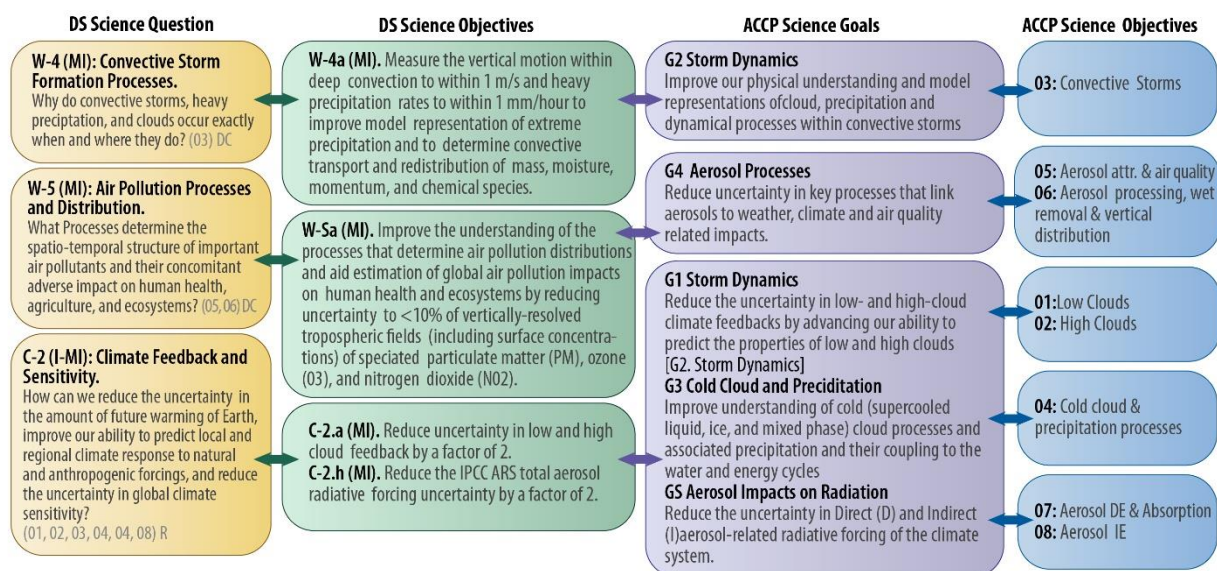 DS Science Question
W-4 (MI): Convective Storm
Formation Processes.
Why do convective storms, heavy
preciptation, and clouds occur exactly
when and where they do? (03) DC
W-5 (MI): Air Pollution Processes
and Distribution.
What Processes determine the
spatio-temporal structure of important
air pollutants and their concomitant
adverse impact on human health,
agriculture, and ecosystems? (05,06) DC
C-2 (I-MI): Climate Feedback and
Sensitivity.
How can we reduce the uncertainty in
the amount of future warming of Earth,
improve our ability to predict local and
regional climate response to natural
and anthropogenic forcings, and reduce
the uncertainty in global climate
sensitivity?
(01, 02, 03, 04, 04, 08) R
DS Science Objectives
W-4a (MI). Measure the vertical motion within
deep convection to within 1 m/s and heavy
precipitation rates to within 1 mm/hour to
improve model representation of extreme
precipitation and to determine convective
transport and redistribution of mass, moisture,
momentum, and chemical species.
W-Sa (MI). Improve the understanding of the
processes that determine air pollution distributions
and aid estimation of global air pollution impacts
on human health and ecosystems by reducing
uncertainty to <10% of vertically-resolved
tropospheric fields (including surface concentra-
tions) of speciated particulate matter (PM), ozone
(03), and nitrogen dioxide (N02).
C-2.a (MI). Reduce uncertainty in low and high
cloud feedback by a factor of 2.
C-2.h (MI). Reduce the IPCC ARS total aerosol
radiative forcing uncertainty by a factor of 2.
ACCP Science Goals
G2 Storm Dynamics
Improve our physical understanding and model
representations ofcloud, precipitation and
dynamical processes within convective storms
G4 Aerosol Processes
Reduce uncertainty in key processes that link
aerosols to weather, climate and air quality
related impacts.
G1 Storm Dynamics
Reduce the uncertainty in low- and high-cloud
climate feedbacks by advancing our ability to
predict the properties of low and high clouds
[G2. Storm Dynamics]
G3 Cold Cloud and Preciditation
Improve understanding of cold (supercooled
liquid, ice, and mixed phase) cloud processes and
associated precipitation and their coupling to the
water and energy cycles
GS Aerosol Impacts on Radiation
Reduce the uncertainty in Direct (D) and Indirect
(I)aerosol-related radiative forcing of the climate
system.
ACCP Science Objectives
03: Convective Storms
05: Aerosol attr. & air quality
06: Aerosol processing, wet
removal & vertical
distribution
01:Low Clouds
02: High Clouds
04: Cold cloud &
precipitation processes
07: Aerosol DE & Absorption
08: Aerosol IE